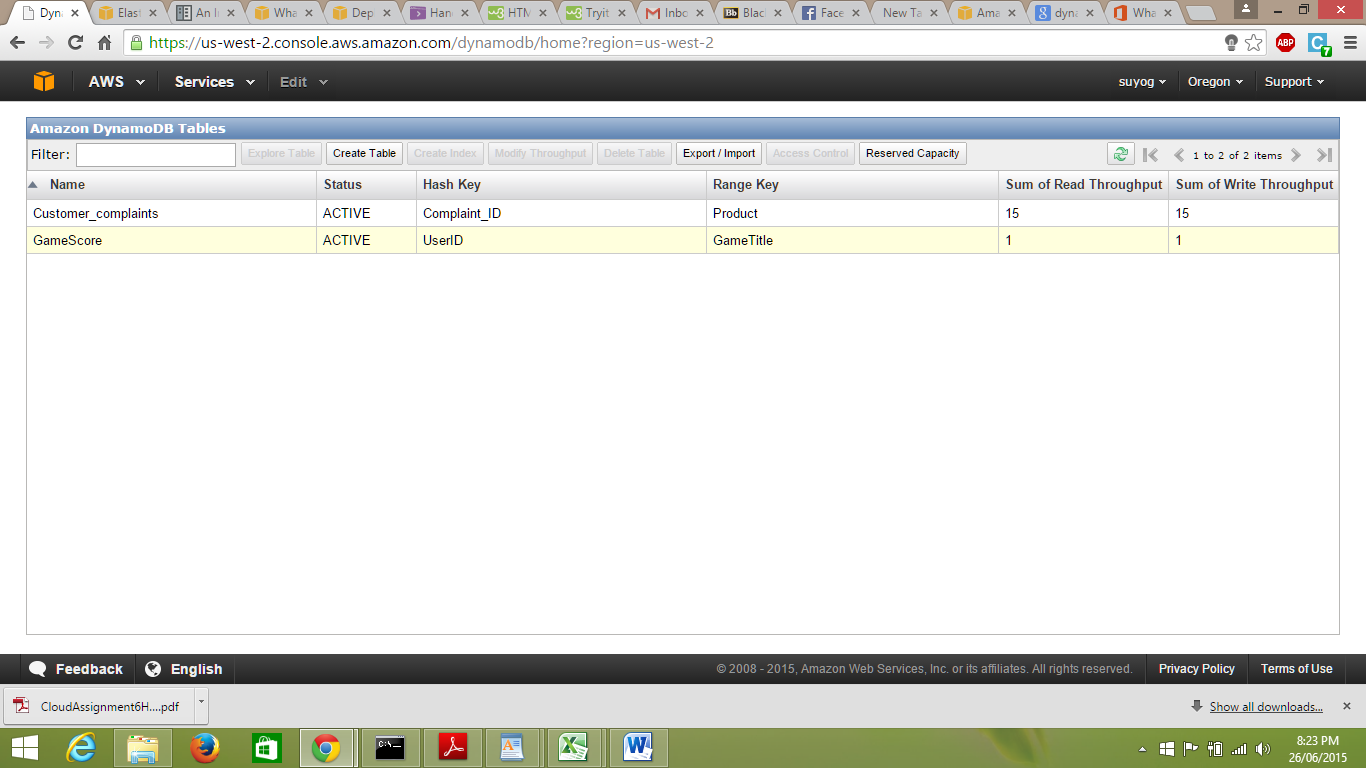 Dyna Elast An In Wha Dep Hand HTM Tryit Inbo Blac Face New Ta Ama dyna Wha
https://us-west-2.console.aws.amazon.com/dynamodb/home?region=us-west-2 ABP C 7
AWS Services Edit suyog Oregon Support
Amazon DynamoDB Tables
Filter: Explore Table Create Table Create Index Modify Throughput Delete Table Export / Import Access Control Reserved Capacity 1 to 2 of 2 items
Name Status Hash Key Range Key Sum of Read Throughput Sum of Write Throughput
Customer_complaints ACTIVE Complaint_ID Product 15 15
GameScore ACTIVE UserID GameTitle 1 1
Feedback English © 2008 - 2015, Amazon Web Services, Inc. or its affiliates. All rights reserved. Privacy Policy Terms of Use
CloudAssignment6H....pdf Show all downloads...
8:23 PM
26/06/2015